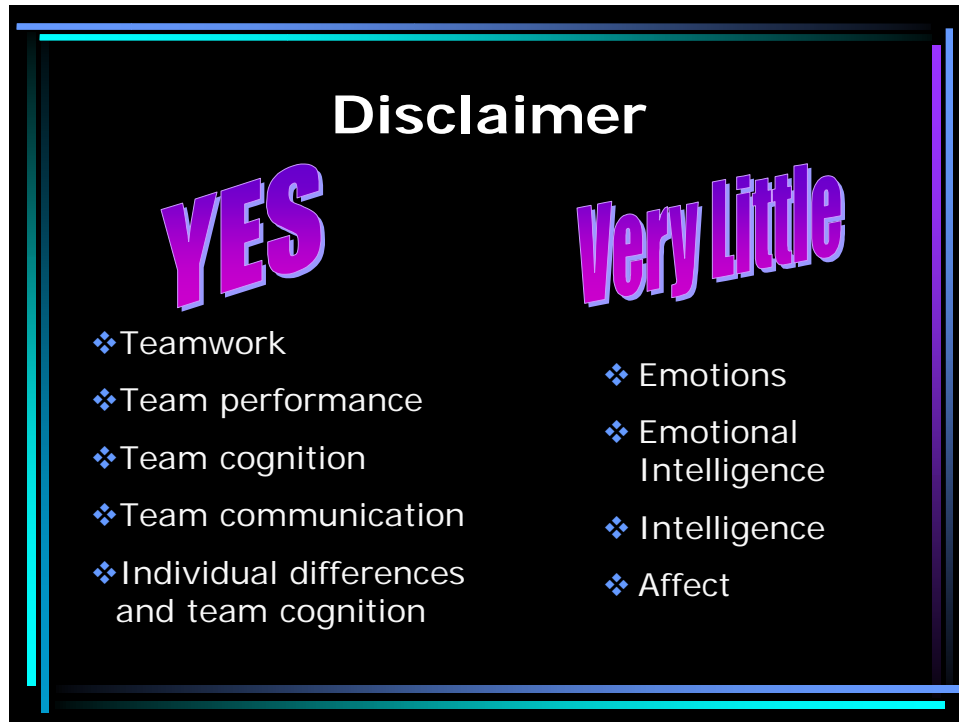 Disclaimer
YES
Teamwork
Team performance
Team cognition
Team communication
Individual differences
and team cognition
Very Little
Emotions
Emotional
Intelligence
Intelligence
Affect